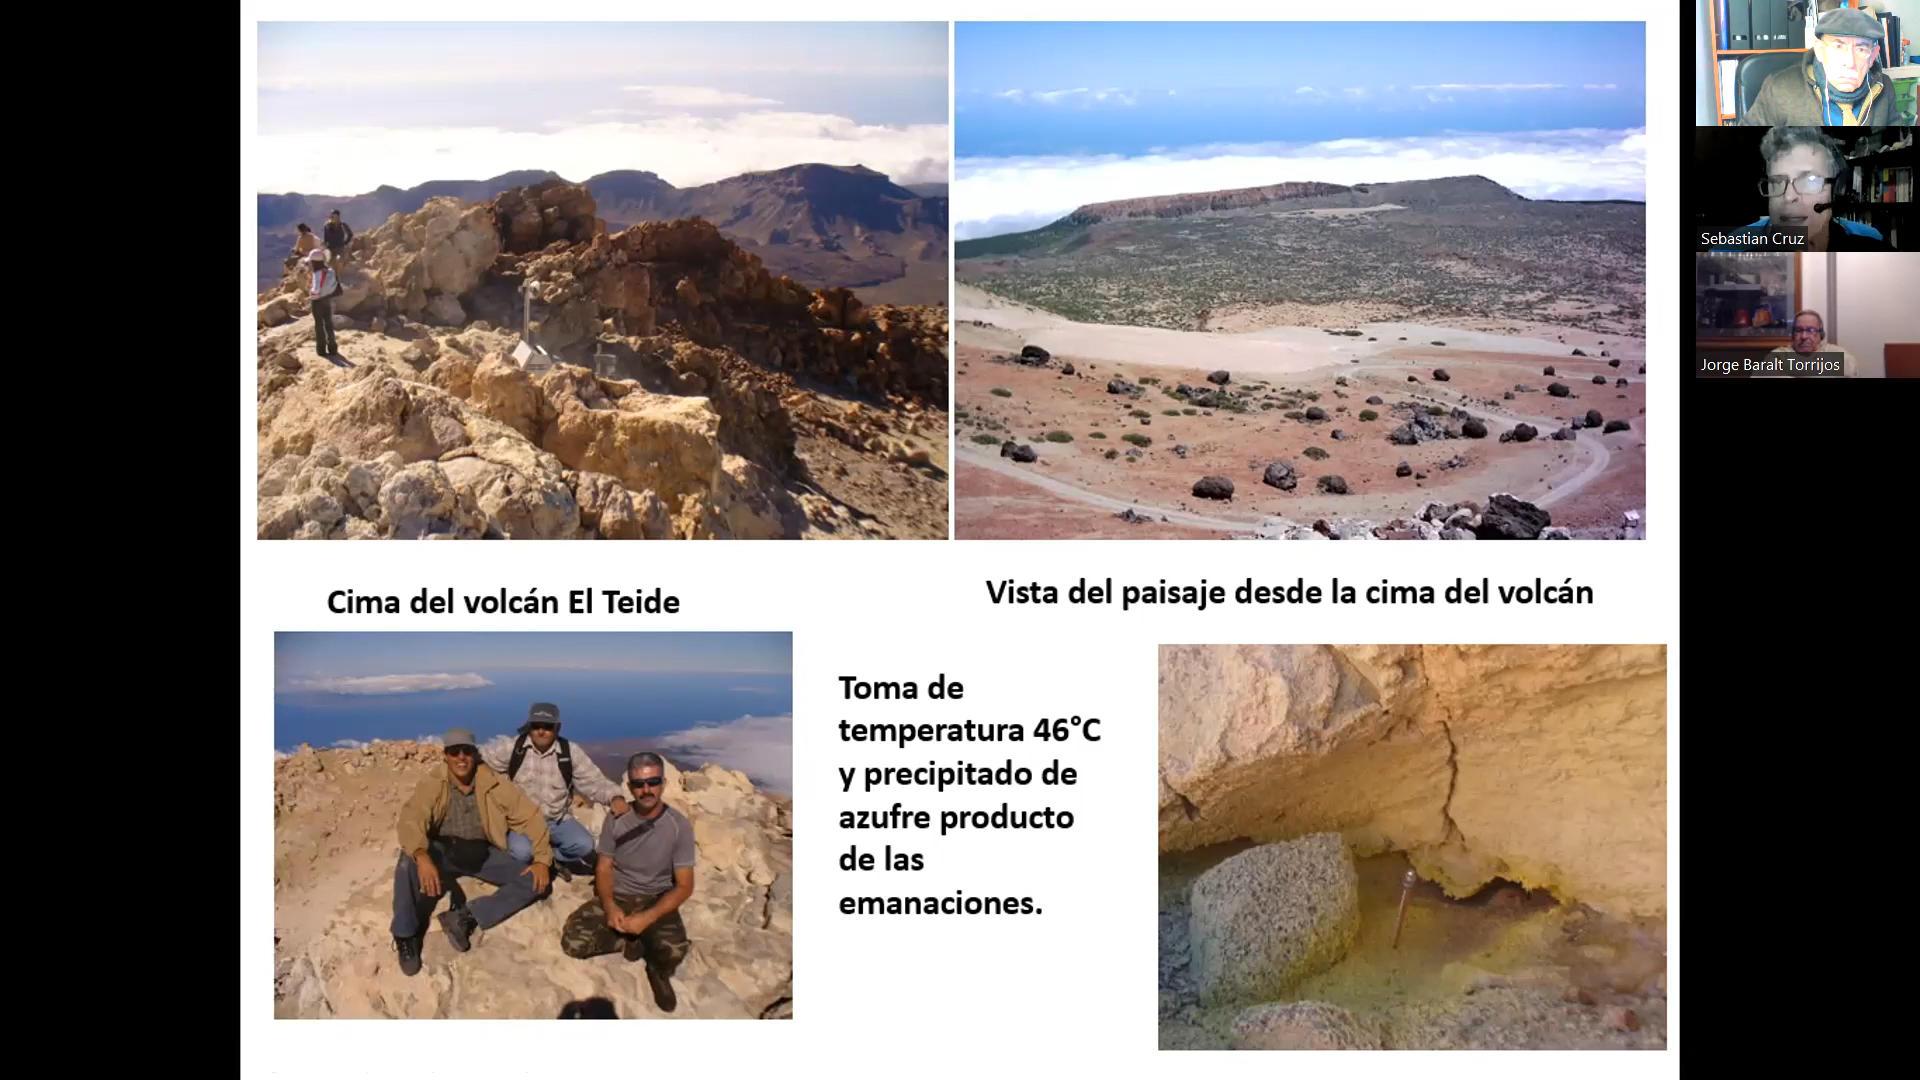 Cima del volcán El Teide
Vista del paisaje desde la cima del volcán
Toma de
temperatura 46°C
y precipitado de
azufre producto
de las
emanaciones.
Sebastian Cruz
Jorge Baralt Torrijos